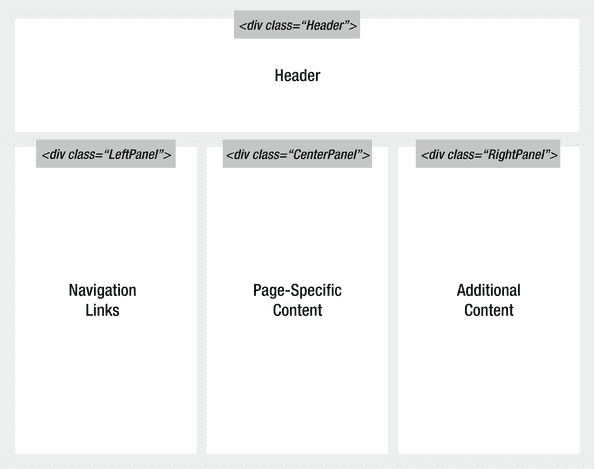 <div class=“Header”>
Header
<div class=“LeftPanel”>
<div class=“CenterPanel”>
<div class=“RightPanel”>
Navigation
Links
Page-Specific
Content
Additional
Content